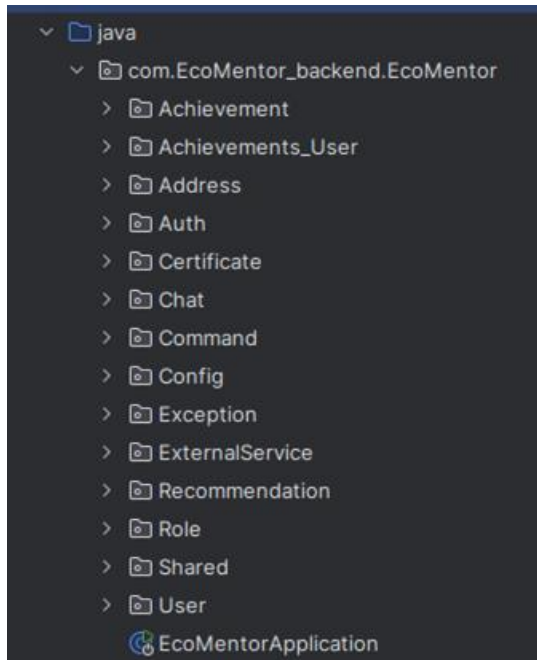 java
com.EcoMentor_backend.EcoMentor
Achievement
Achievements_User
Address
Auth
Certificate
Chat
Command
Config
Exception
ExternalService
Recommendation
Role
Shared
User
EcoMentorApplication